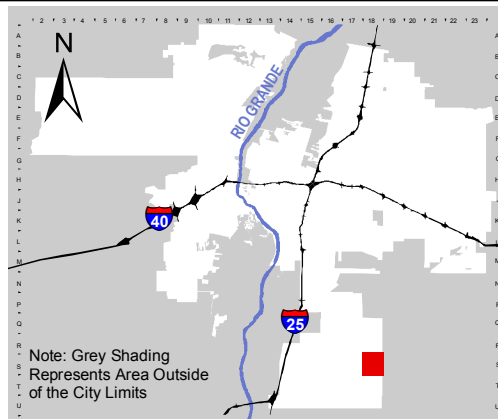 2 3 4 5 6 7 8 9 10 11 12 13 14 15 16 17 18 19 20 21 22 23
A
B
C
D
E
F
G
H
J
K
L
M
N
P
Q
R
S
T
U
N
RIO GRANDE
40
25
Note: Grey Shading
Represents Area Outside
of the City Limits